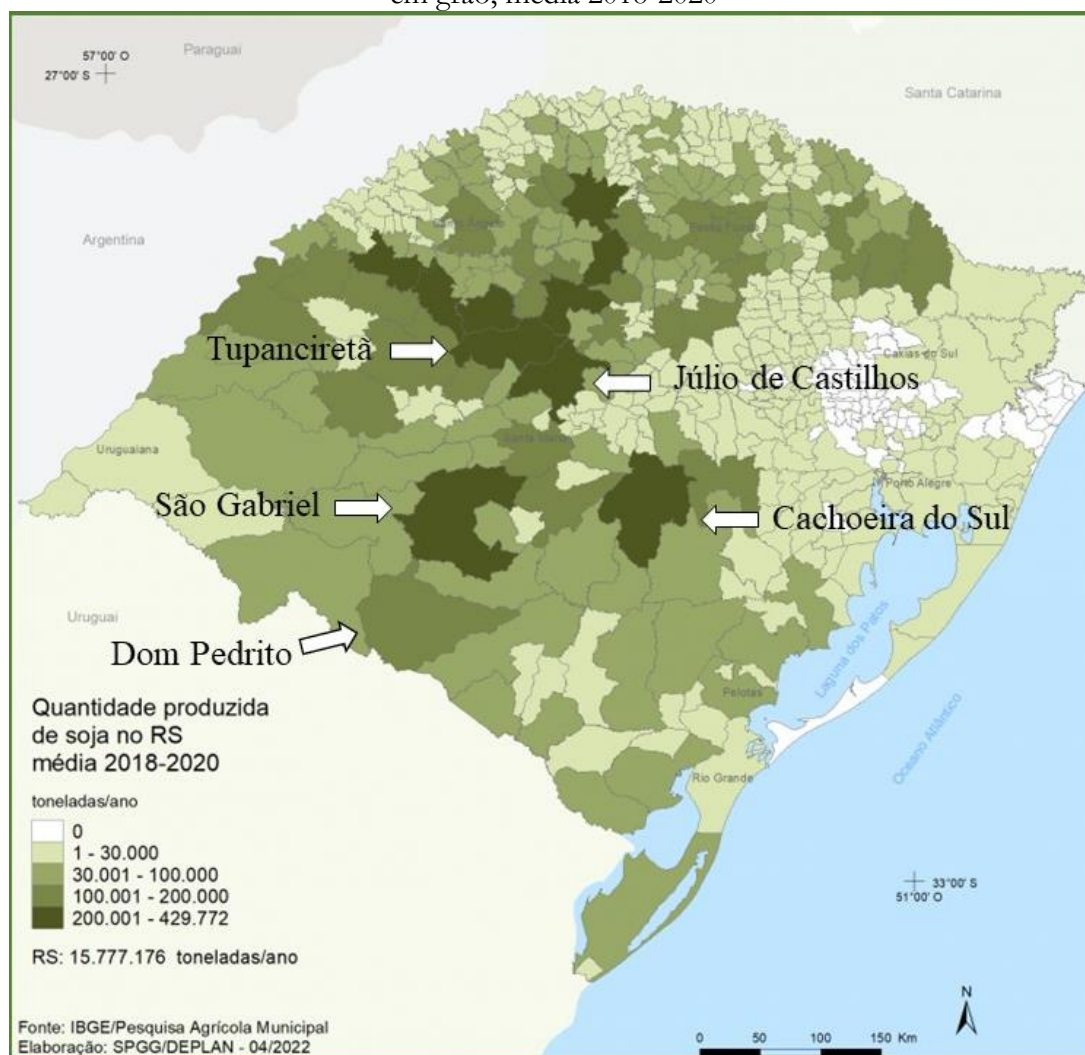 em grão, média 2018-2020
Paraguai
57°00' O
27°00' S
Santa Catarina
Argentina
Passo Fundo
Tupanciretã
Júlio de Castilhos
Caxias do Sul
Santa Maria
Uruguaiana
Porto Alegre
São Gabriel
Cachoeira do Sul
Uruguai
Dom Pedrito
Laguna dos Patos
Pelotas
Oceano Atlântico
Rio Grande
Quantidade produzida
de soja no RS
média 2018-2020
toneladas/ano
0
1 - 30.000
30.001 - 100.000
100.001 - 200.000
200.001 - 429.772
RS: 15.777.176 toneladas/ano
33°00' S
51°00' O
N
Fonte: IBGE/Pesquisa Agrícola Municipal
Elaboração: SPGG/DEPLAN - 04/2022
0 50 100 150 Km